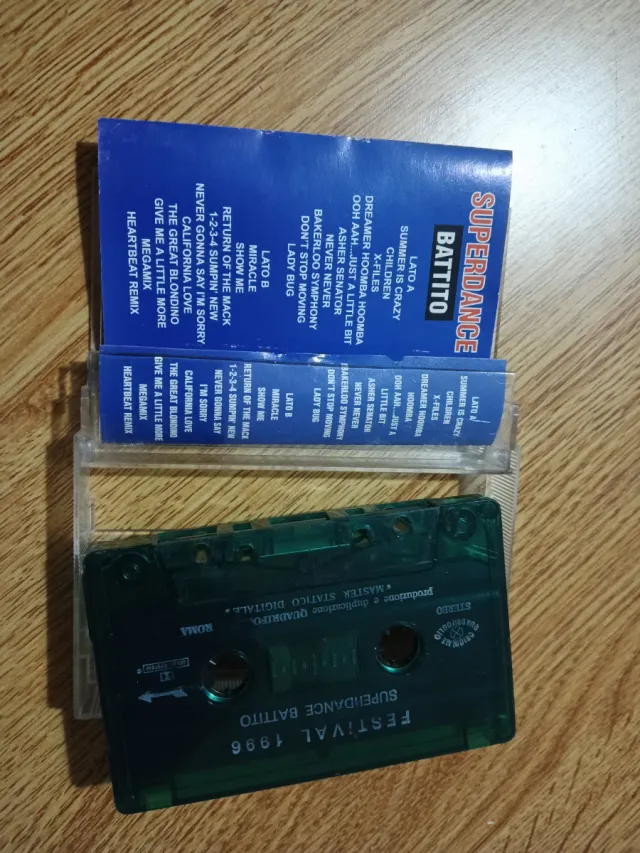 SUPERDANCE
BATTITO
LATO A
SUMMER IS CRAZY
CHILDREN
X-FILES
DREAMER HOOMBA HOOMBA
OOH AAH...JUST A LITTLE BIT
ASHER SENATOR
NEVER NEVER
BAKERLOO SYMPHONY
DON'T STOP MOVING
LADY BUG
LATO B
MIRACLE
SHOW ME
RETURN OF THE MACK
1-2-3-4 SUMPIN' NEW
NEVER GONNA SAY I'M SORRY
CALIFORNIA LOVE
THE GREAT BLONDINO
GIVE ME A LITTLE MORE
MEGAMIX
HEARTBEAT REMIX
LATO A
SUMMER IS CRAZY
CHILDREN
X-FILES
DREAMER HOOMBA
HOOMBA
OOH AAH...JUST A
LITTLE BIT
ASHER SENATOR
NEVER NEVER
BAKERLOO SYMPHONY
DON'T STOP MOVING
LADY BUG
LATO B
MIRACLE
SHOW ME
RETURN OF THE MACK
1-2-3-4 SUMPIN' NEW
NEVER GONNA SAY
I'M SORRY
CALIFORNIA LOVE
THE GREAT BLONDINO
GIVE ME A LITTLE MORE
MEGAMIX
HEARTBEAT REMIX
FESTIVAL 1996
SUPERDANCE BATTITO
STEREO
ORIGINALE
QUADRIFOGLIO
produzione e duplicazione QUADRIFO
ROMA
"MASTER STATICO DIGITALE"